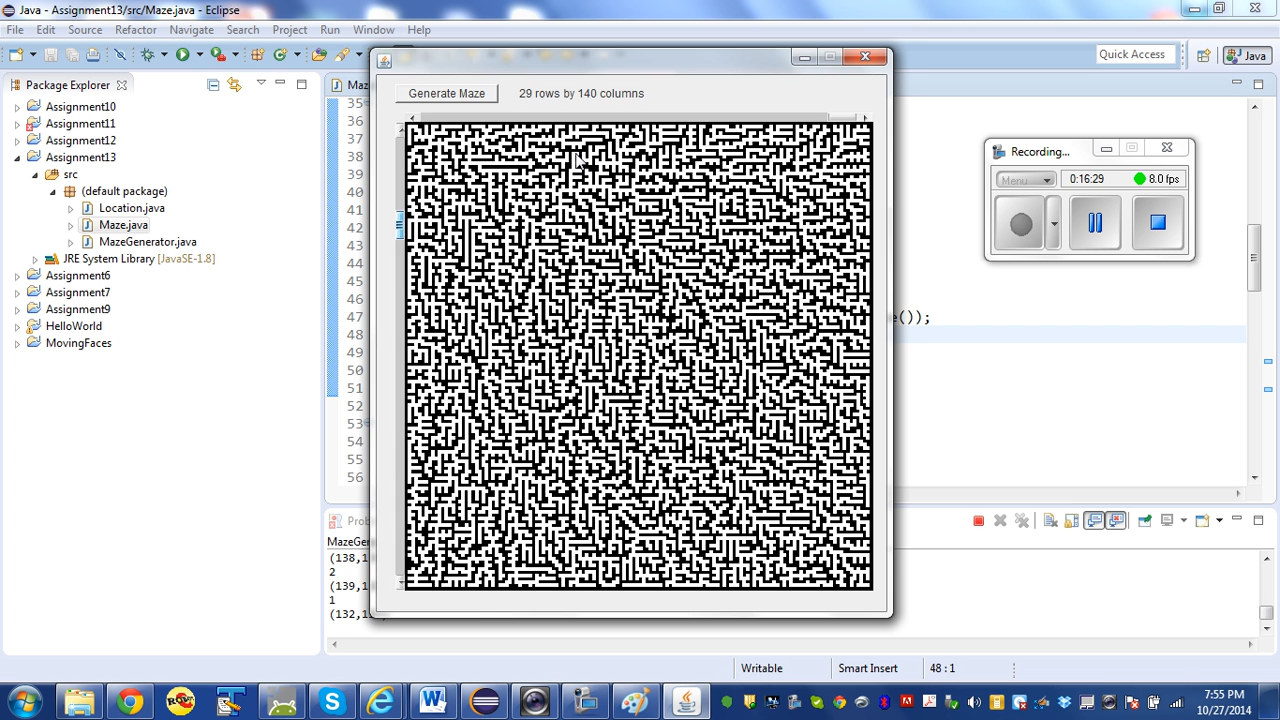 Java - Assignment13/src/Maze.java - Eclipse
File Edit Source Refactor Navigate Search Project Run Window Help
Quick Access
Java
Package Explorer
Assignment10
Assignment11
Assignment12
Assignment13
src
(default package)
Location.java
Maze.java
MazeGenerator.java
JRE System Library [JavaSE-1.8]
Assignment6
Assignment7
Assignment9
HelloWorld
MovingFaces
Generate Maze
29 rows by 140 columns
Recording...
Menu
0:16:29
8.0 fps
35
36
37
38
39
40
41
42
43
44
45
46
47
e());
48
49
50
51
52
53
54
55
56
(138,1
2
(139,1
1
(132,1
Writable
Smart Insert
48 : 1
7:55 PM
10/27/2014